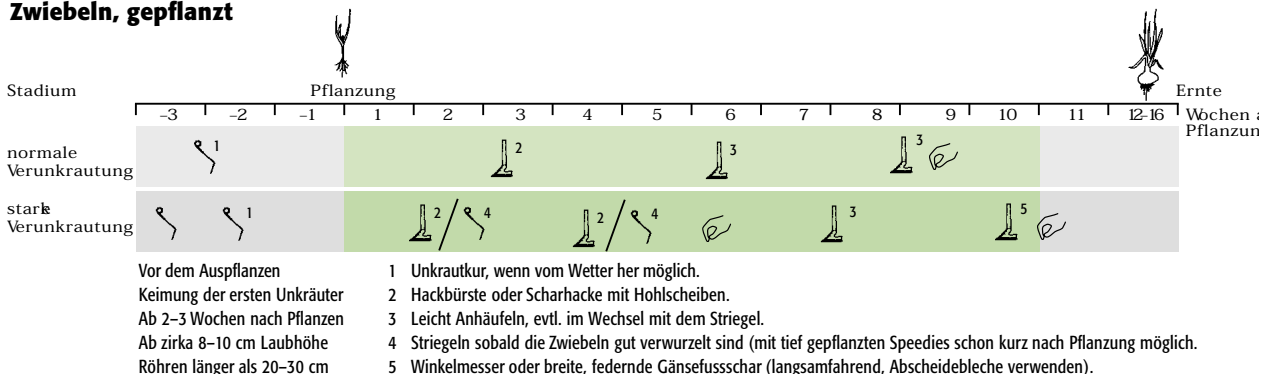 Zwiebeln, gepflanzt
Stadium
Pflanzung
Ernte
–3 –2 –1 1 2 3 4 5 6 7 8 9 10 11 12–16 Wochen
Pflanzun
normale
Verunkrautung
1 2 3 3
starke
Verunkrautung
1 2 4 2 4 3 5
Vor dem Auspflanzen 1 Unkrautkur, wenn vom Wetter her möglich.
Keimung der ersten Unkräuter 2 Hackbürste oder Scharhacke mit Hohlscheiben.
Ab 2–3 Wochen nach Pflanzen 3 Leicht Anhäufeln, evtl. im Wechsel mit dem Striegel.
Ab zirka 8–10 cm Laubhöhe 4 Striegeln sobald die Zwiebeln gut verwurzelt sind (mit tief gepflanzten Speedies schon kurz nach Pflanzung möglich.
Röhren länger als 20–30 cm 5 Winkelmesser oder breite, federnde Gänsefussschar (langsamfahrend, Abscheidebleche verwenden).